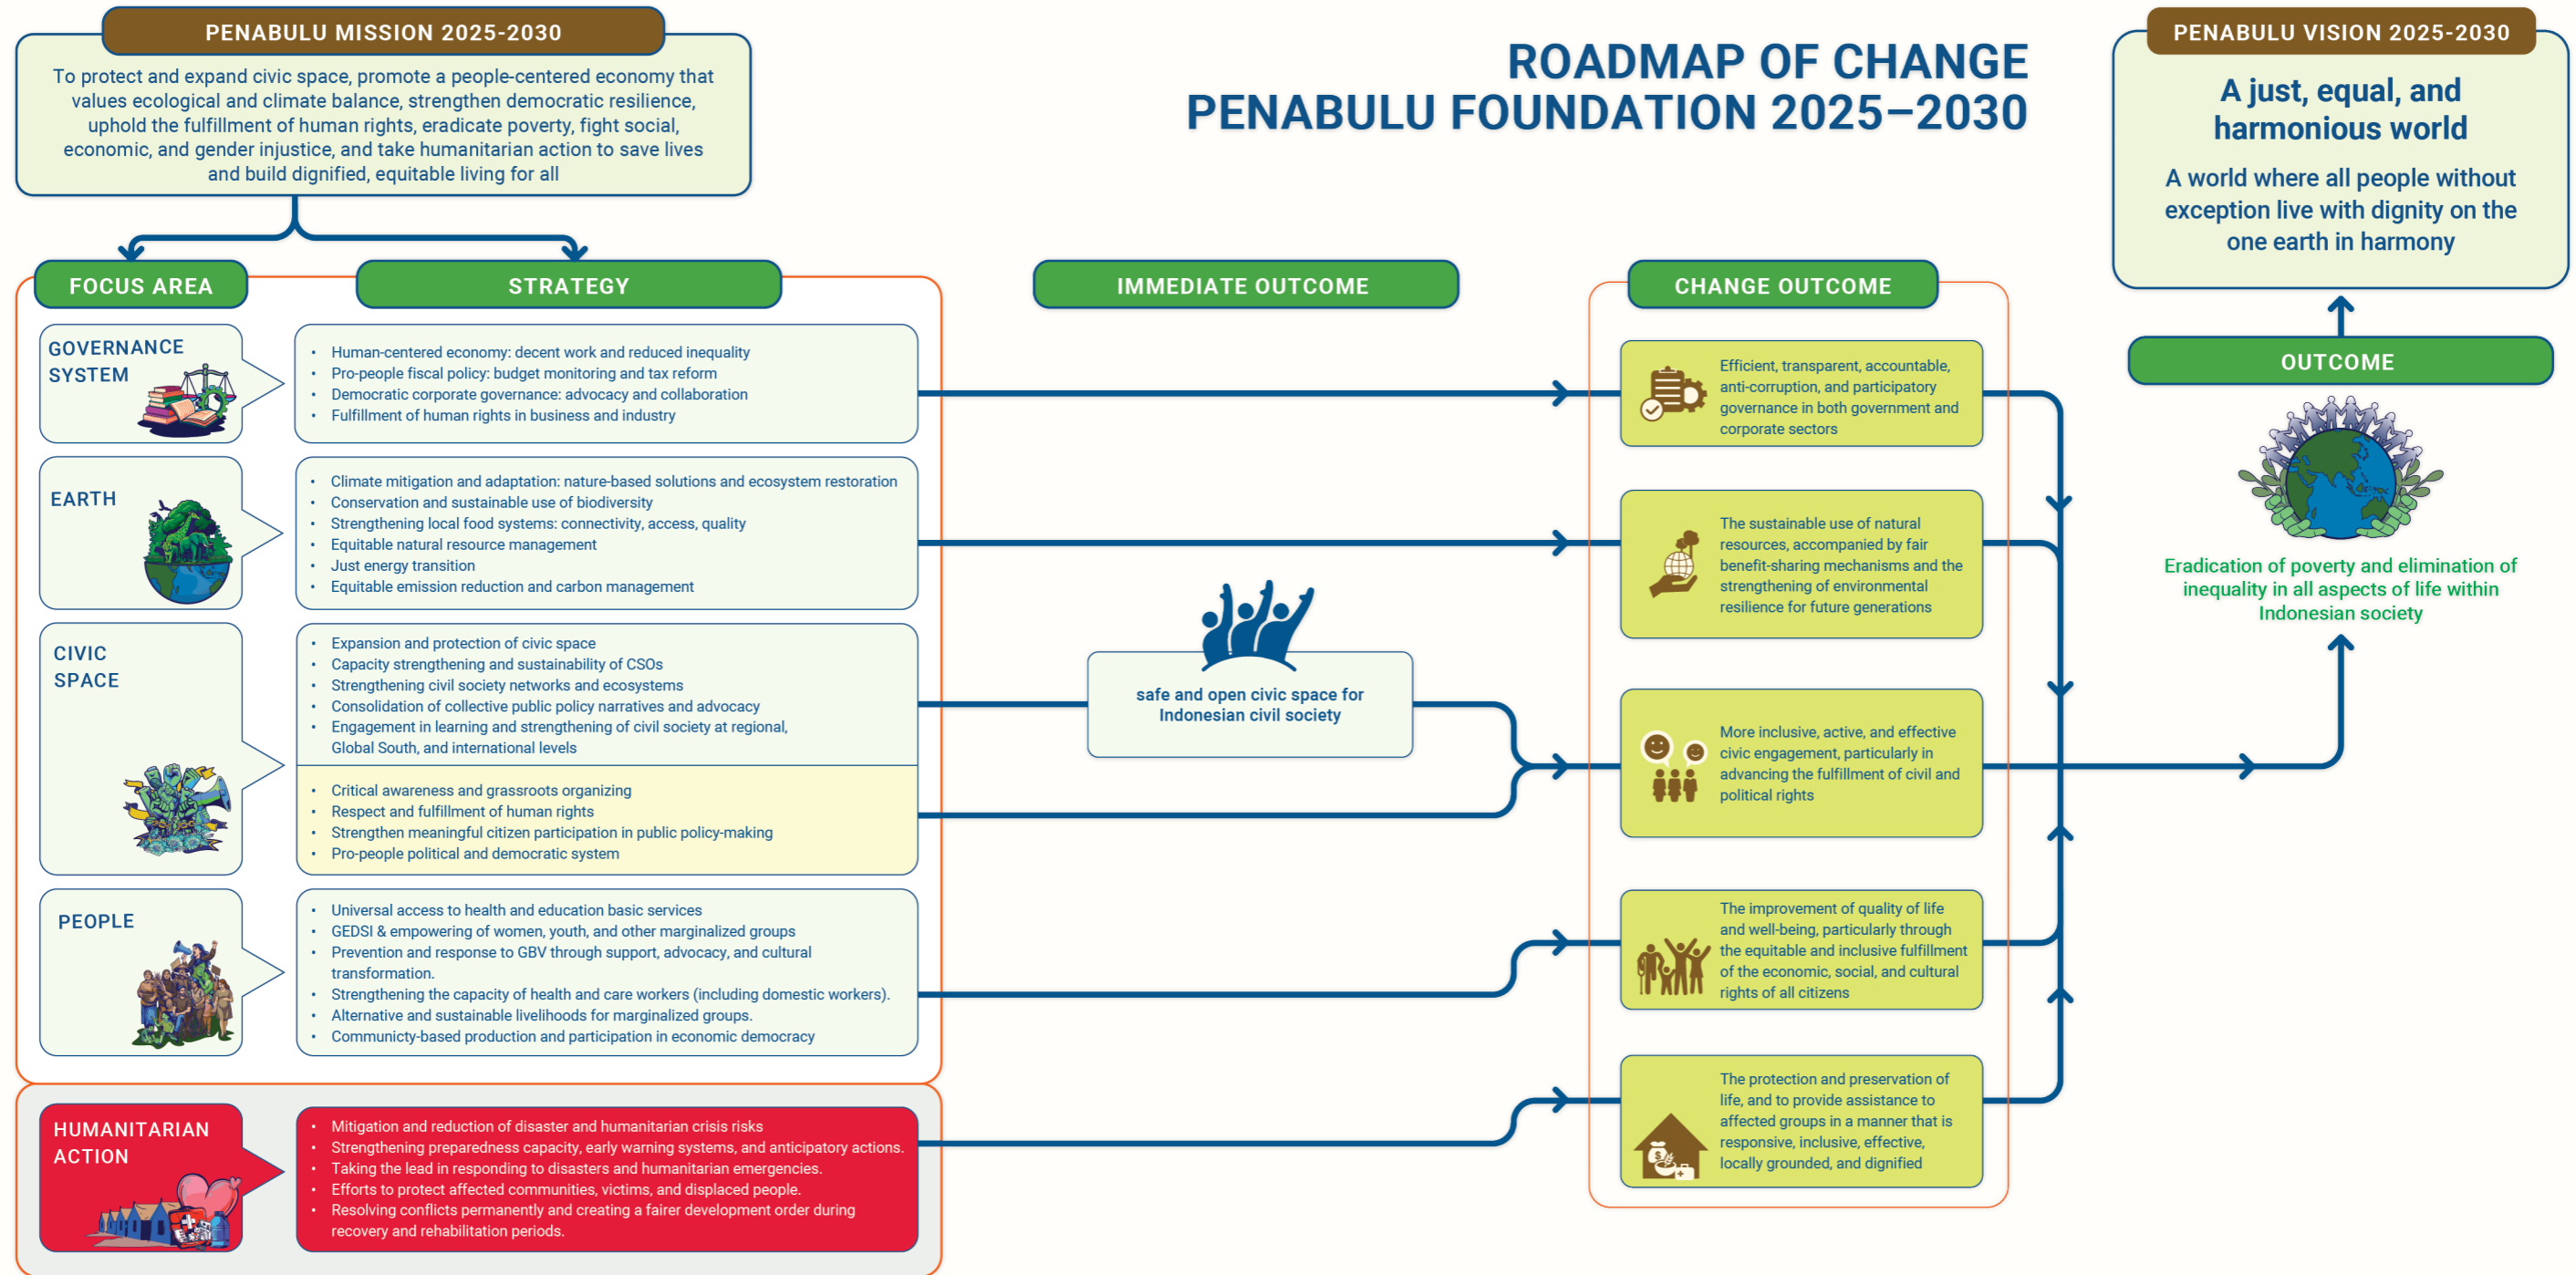 PENABULU MISSION 2025-2030
To protect and expand civic space, promote a people-centered economy that
values ecological and climate balance, strengthen democratic resilience,
uphold the fulfillment of human rights, eradicate poverty, fight social,
economic, and gender injustice, and take humanitarian action to save lives
and build dignified, equitable living for all
ROADMAP OF CHANGE
PENABULU FOUNDATION 2025–2030
PENABULU VISION 2025-2030
A just, equal, and
harmonious world
A world where all people without
exception live with dignity on the
one earth in harmony
FOCUS AREA
STRATEGY
IMMEDIATE OUTCOME
CHANGE OUTCOME
OUTCOME
GOVERNANCE
SYSTEM
• Human-centered economy: decent work and reduced inequality
• Pro-people fiscal policy: budget monitoring and tax reform
• Democratic corporate governance: advocacy and collaboration
• Fulfillment of human rights in business and industry
Efficient, transparent, accountable,
anti-corruption, and participatory
governance in both government and
corporate sectors
EARTH
• Climate mitigation and adaptation: nature-based solutions and ecosystem restoration
• Conservation and sustainable use of biodiversity
• Strengthening local food systems: connectivity, access, quality
• Equitable natural resource management
• Just energy transition
• Equitable emission reduction and carbon management
The sustainable use of natural
resources, accompanied by fair
benefit-sharing mechanisms and the
strengthening of environmental
resilience for future generations
Eradication of poverty and elimination of
inequality in all aspects of life within
Indonesian society
CIVIC
SPACE
• Expansion and protection of civic space
• Capacity strengthening and sustainability of CSOs
• Strengthening civil society networks and ecosystems
• Consolidation of collective public policy narratives and advocacy
• Engagement in learning and strengthening of civil society at regional,
Global South, and international levels
• Critical awareness and grassroots organizing
• Respect and fulfillment of human rights
• Strengthen meaningful citizen participation in public policy-making
• Pro-people political and democratic system
safe and open civic space for
Indonesian civil society
More inclusive, active, and effective
civic engagement, particularly in
advancing the fulfillment of civil and
political rights
PEOPLE
• Universal access to health and education basic services
• GEDSI & empowering of women, youth, and other marginalized groups
• Prevention and response to GBV through support, advocacy, and cultural
transformation.
• Strengthening the capacity of health and care workers (including domestic workers).
• Alternative and sustainable livelihoods for marginalized groups.
• Communicty-based production and participation in economic democracy
The improvement of quality of life
and well-being, particularly through
the equitable and inclusive fulfillment
of the economic, social, and cultural
rights of all citizens
HUMANITARIAN
ACTION
• Mitigation and reduction of disaster and humanitarian crisis risks
• Strengthening preparedness capacity, early warning systems, and anticipatory actions.
• Taking the lead in responding to disasters and humanitarian emergencies.
• Efforts to protect affected communities, victims, and displaced people.
• Resolving conflicts permanently and creating a fairer development order during
recovery and rehabilitation periods.
The protection and preservation of
life, and to provide assistance to
affected groups in a manner that is
responsive, inclusive, effective,
locally grounded, and dignified